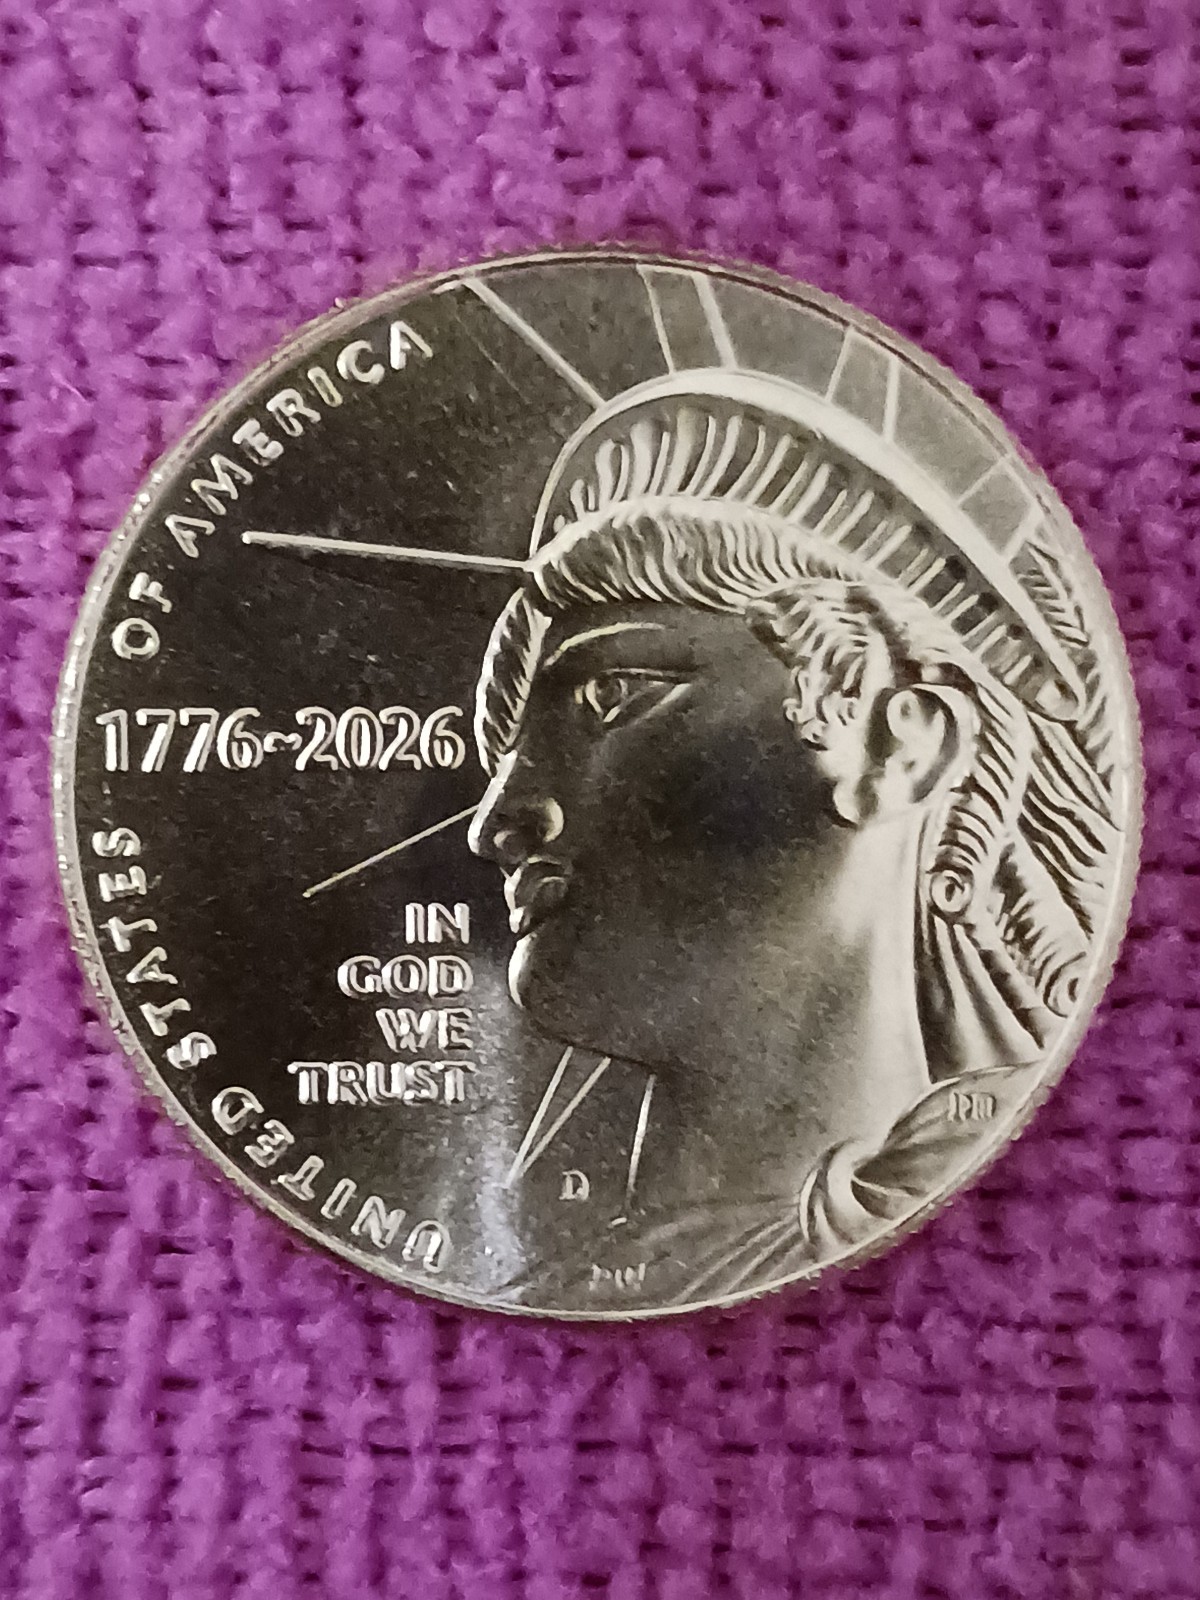 UNITED STATES OF AMERICA
1776~2026
IN
GOD
WE
TRUST
D